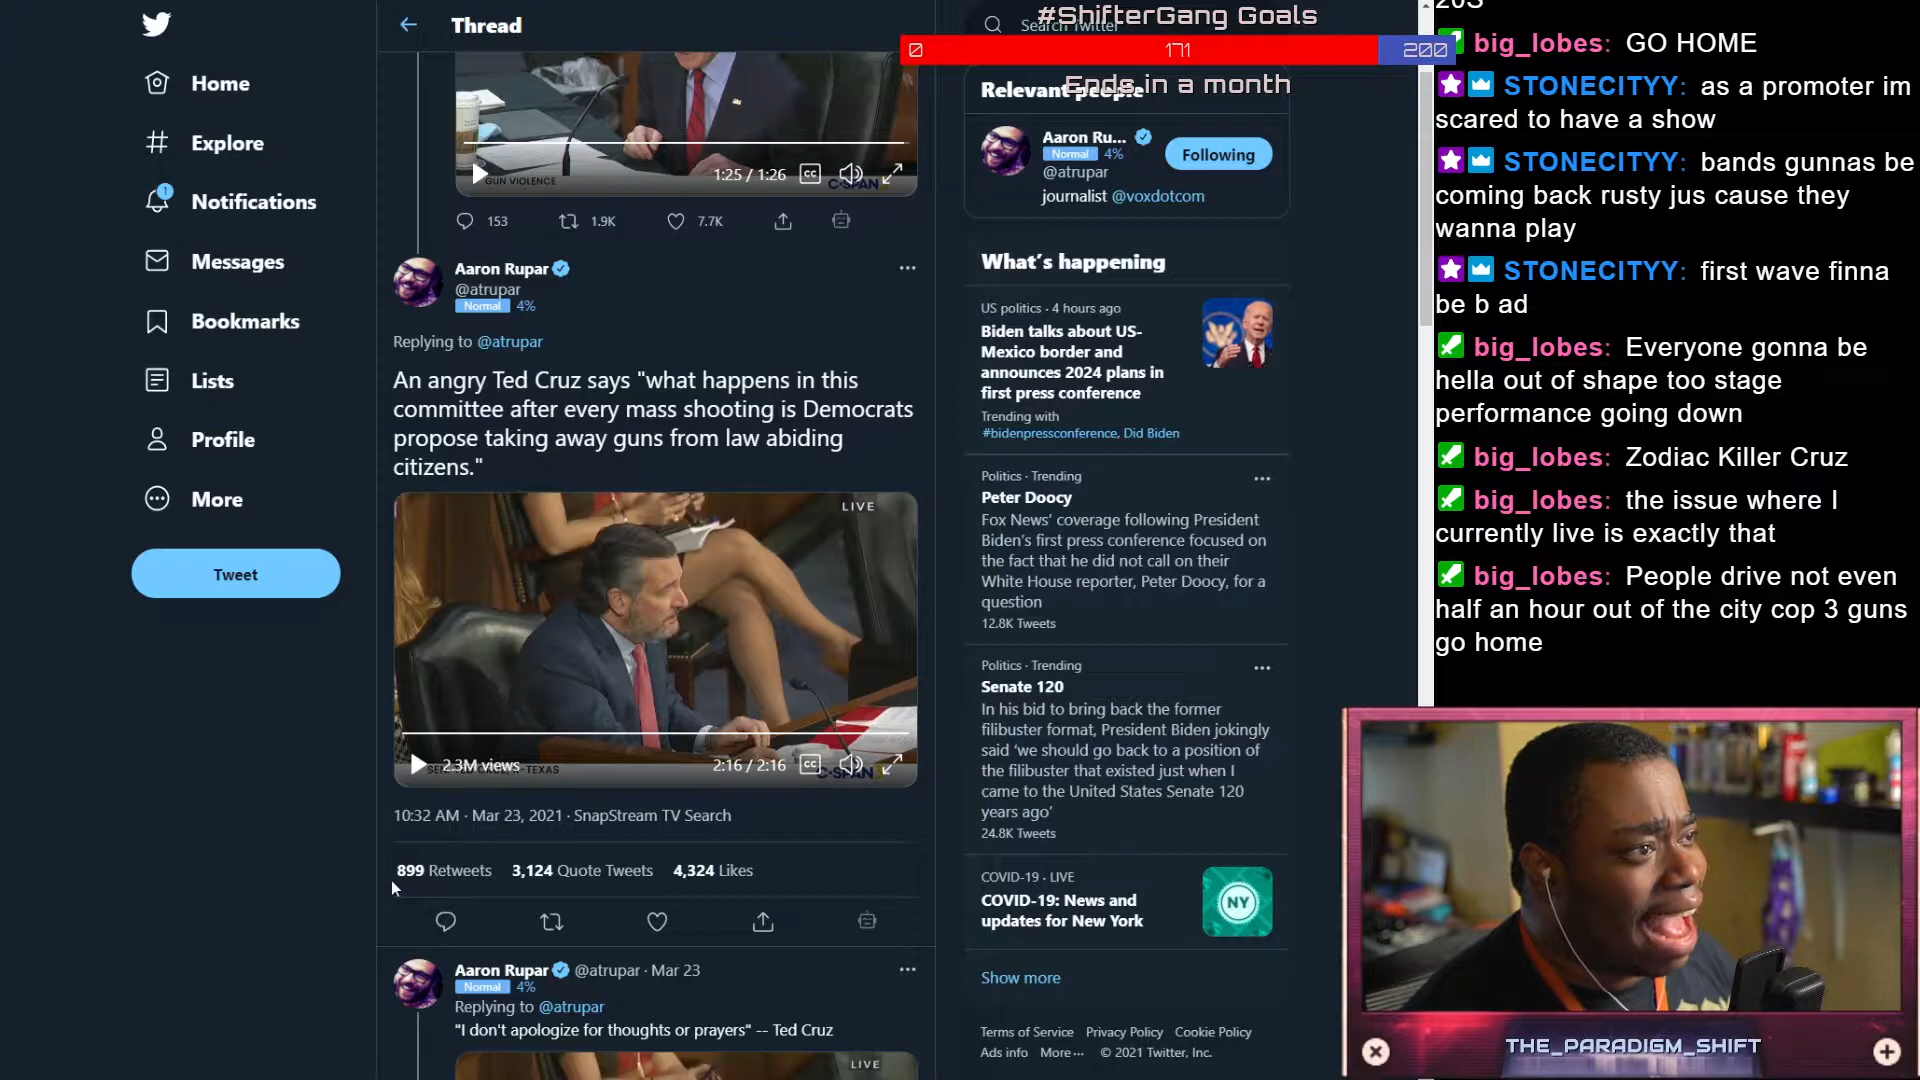 Home
Explore
1
Notifications
Messages
Bookmarks
Lists
Profile
More
Tweet
Thread
GUN VIOLENCE
1:25 / 1:26
CC
C-SPAN
153
1.9K
7.7K
Aaron Rupar
@atrupar
Normal 4%
Replying to @atrupar
An angry Ted Cruz says "what happens in this
committee after every mass shooting is Democrats
propose taking away guns from law abiding
citizens."
LIVE
2.3M views
2:16 / 2:16
CC
C-SPAN
10:32 AM · Mar 23, 2021 · SnapStream TV Search
899 Retweets 3,124 Quote Tweets 4,324 Likes
Aaron Rupar @atrupar · Mar 23
Normal 4%
Replying to @atrupar
"I don't apologize for thoughts or prayers" -- Ted Cruz
LIVE
#ShifterGang Goals
Search Twitter
0 171 200
Ends in a month
Relevant people
Aaron Ru...
Normal 4%
@atrupar
Following
journalist @voxdotcom
What's happening
US politics · 4 hours ago
Biden talks about US-
Mexico border and
announces 2024 plans in
first press conference
Trending with
#bidenpressconference, Did Biden
Politics · Trending
Peter Doocy
Fox News' coverage following President
Biden's first press conference focused on
the fact that he did not call on their
White House reporter, Peter Doocy, for a
question
12.8K Tweets
Politics · Trending
Senate 120
In his bid to bring back the former
filibuster format, President Biden jokingly
said 'we should go back to a position of
the filibuster that existed just when I
came to the United States Senate 120
years ago'
24.8K Tweets
COVID-19 · LIVE
COVID-19: News and
updates for New York
NY
Show more
Terms of Service Privacy Policy Cookie Policy
Ads info More ··· © 2021 Twitter, Inc.
big_lobes: GO HOME
STONECITYY: as a promoter im
scared to have a show
STONECITYY: bands gunnas be
coming back rusty jus cause they
wanna play
STONECITYY: first wave finna
be b ad
big_lobes: Everyone gonna be
hella out of shape too stage
performance going down
big_lobes: Zodiac Killer Cruz
big_lobes: the issue where I
currently live is exactly that
big_lobes: People drive not even
half an hour out of the city cop 3 guns
go home
THE_PARADIGM_SHIFT